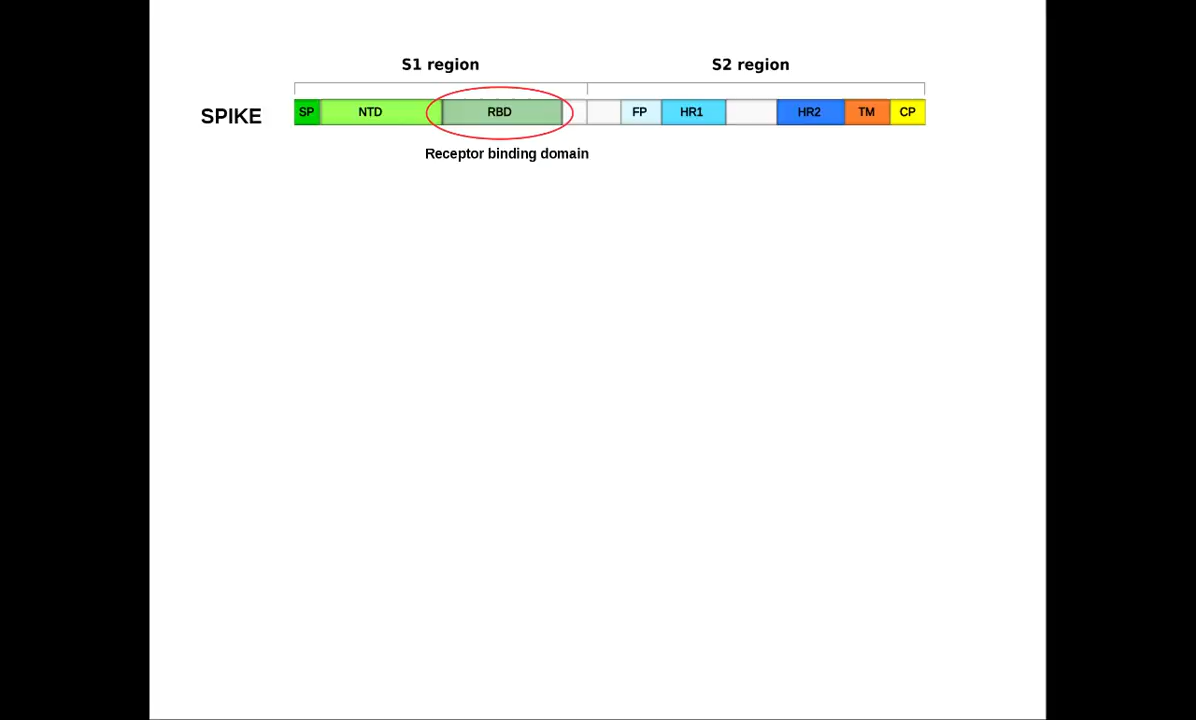 S1 region S2 region
SPIKE SP NTD RBD FP HR1 HR2 TM CP
Receptor binding domain